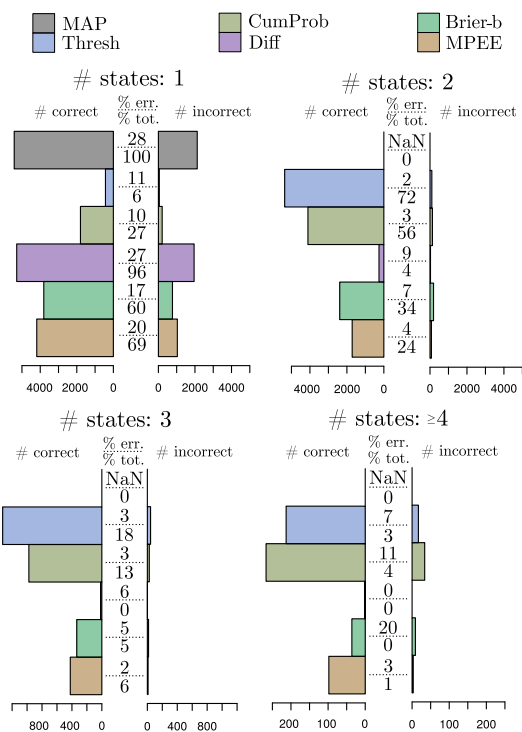 MAP CumProb Brier-b
Thresh Diff MPEE
# states: 1
# correct % err. # incorrect
% tot.
28
100
11
6
10
27
27
96
17
60
20
69
4000 2000 0 0 2000 4000
# states: 2
# correct % err. # incorrect
% tot.
NaN
0
2
72
3
56
9
4
7
34
4
24
4000 2000 0 0 2000 4000
# states: 3
# correct % err. # incorrect
% tot.
NaN
0
3
18
3
13
6
0
5
5
2
6
800 400 0 0 400 800
# states: ≥4
# correct % err. # incorrect
% tot.
NaN
0
7
3
11
4
0
0
20
0
3
1
200 100 0 0 100 200